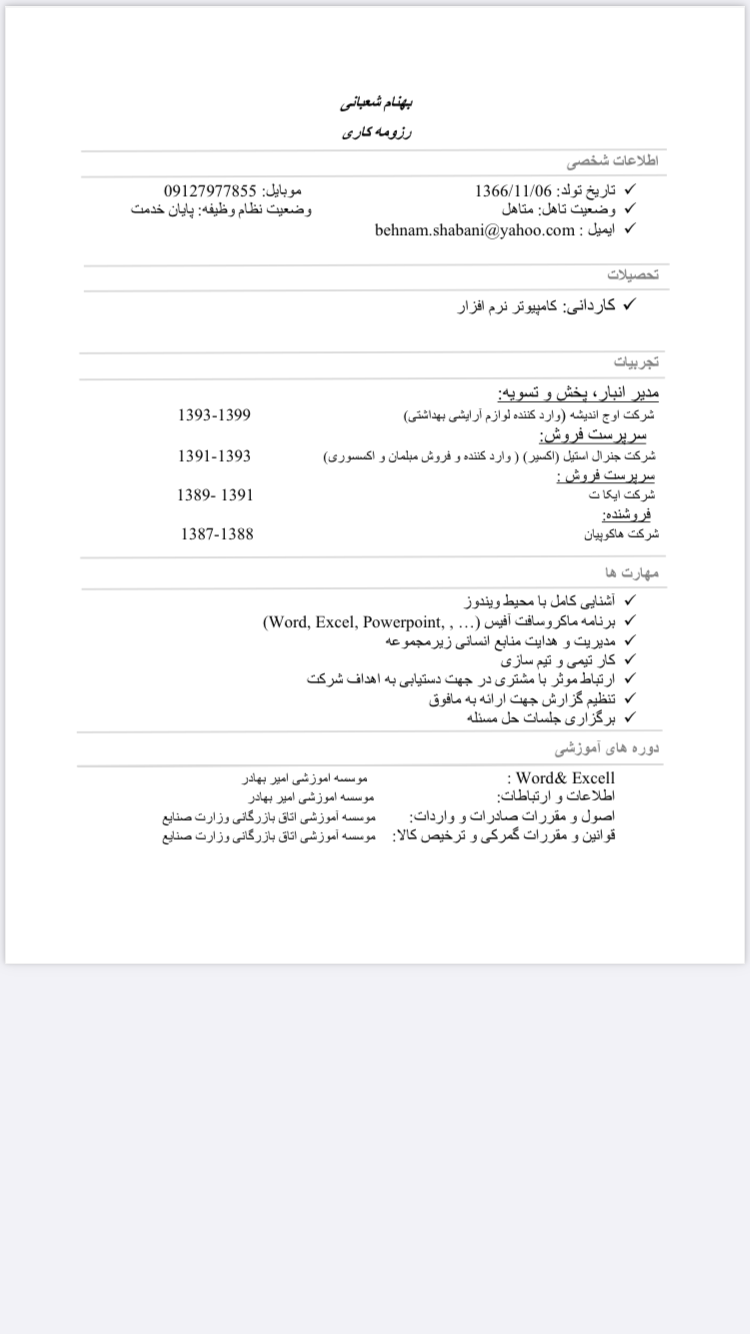 بهنام شعبانی
رزومه کاری
اطلاعات شخصی
✓ تاریخ تولد: 1366/11/06 موبایل: 09127977855
✓ وضعیت تاهل: متاهل وضعیت نظام وظیفه: پایان خدمت
✓ ایمیل : behnam.shabani@yahoo.com
تحصیلات
✓ کاردانی: کامپیوتر نرم افزار
تجربیات
مدیر انبار، پخش و تسویه:
شرکت اوج اندیشه (وارد کننده لوازم آرایشی بهداشتی) 1393-1399
سرپرست فروش:
شرکت جنرال استیل (اکسیر) ( وارد کننده و فروش مبلمان و اکسسوری) 1391-1393
سرپرست فروش :
شرکت ایکا ت 1389- 1391
فروشنده:
شرکت هاکوپیان 1387-1388
مهارت ها
✓ آشنایی کامل با محیط ویندوز
✓ برنامه ماکروسافت آفیس (… , ,Word, Excel, Powerpoint)
✓ مدیریت و هدایت منابع انسانی زیرمجموعه
✓ کار تیمی و تیم سازی
✓ ارتباط موثر با مشتری در جهت دستیابی به اهداف شرکت
✓ تنظیم گزارش جهت ارائه به مافوق
✓ برگزاری جلسات حل مسئله
دوره های آموزشی
Word& Excell : موسسه اموزشی امیر بهادر
اطلاعات و ارتباطات: موسسه اموزشی امیر بهادر
اصول و مقررات صادرات و واردات: موسسه آموزشی اتاق بازرگانی وزارت صنایع
قوانین و مقررات گمرکی و ترخیص کالا: موسسه آموزشی اتاق بازرگانی وزارت صنایع